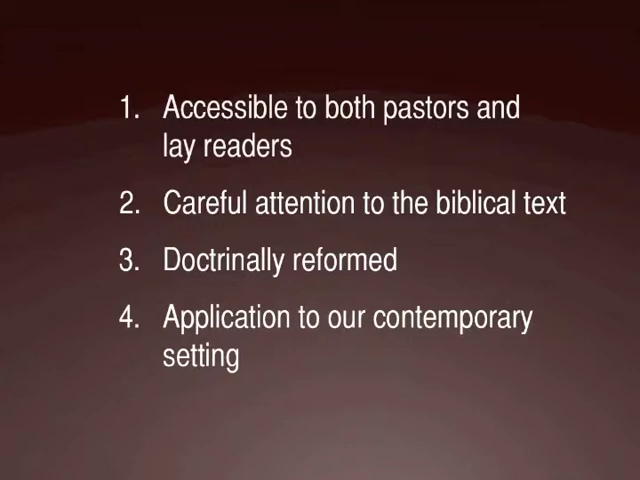 1. Accessible to both pastors and
lay readers
2. Careful attention to the biblical text
3. Doctrinally reformed
4. Application to our contemporary
setting